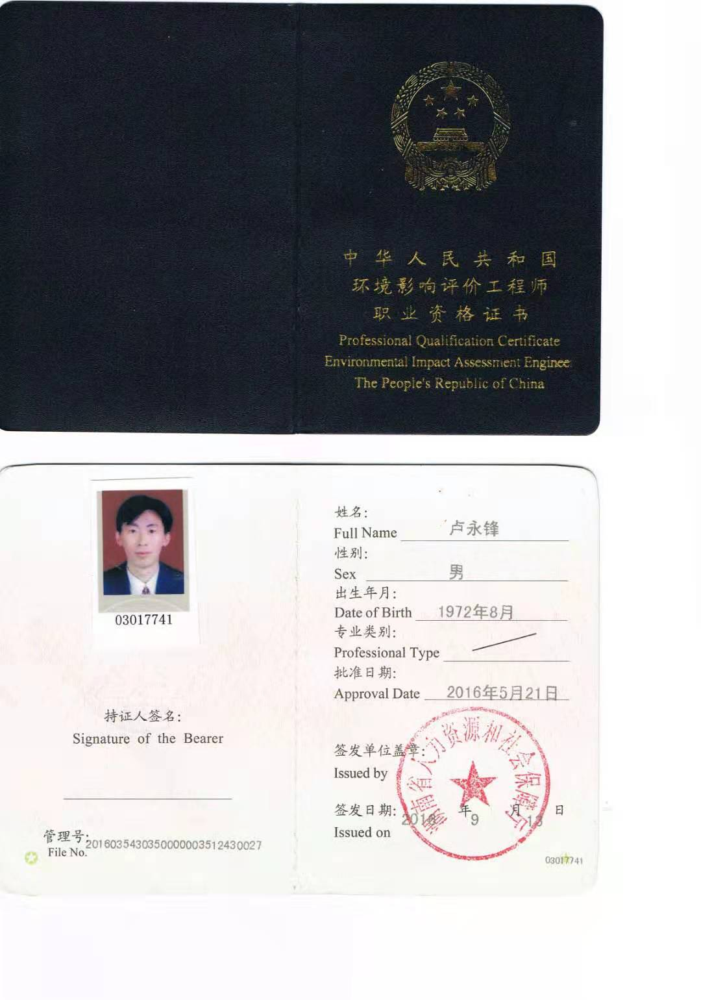 中华人民共和国
环境影响评价工程师
职业资格证书
Professional Qualification Certificate
Environmental Impact Assessment Enginee
The People's Republic of China
03017741
持证人签名:
Signature of the Bearer
管理号:
File No.
2016035430350000003512430027
姓名:
Full Name 卢永锋
性别:
Sex 男
出生年月:
Date of Birth 1972年8月
专业类别:
Professional Type
批准日期:
Approval Date 2016年5月21日
签发单位盖章:
Issued by
湖南省人力资源和社会保障厅
签发日期: 2016 年 9 月 13 日
Issued on
03017741